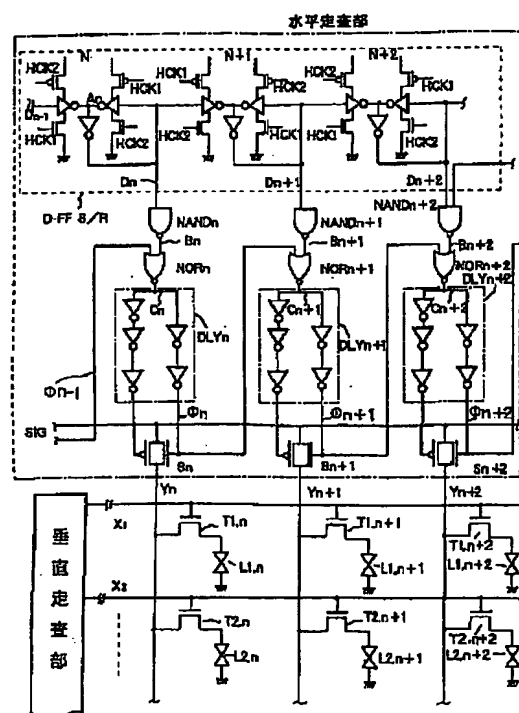 水平走査部
N N+1 N+2
HCK2 HCK1 HCK1 HCK2 HCK2 HCK1
Dn-1 An
HCK1 HCK2 HCK2 HCK1 HCK1 HCK2
Dn Dn+1 Dn+2
D-FF S/R
NANDn NANDn+1 NANDn+2
Bn Bn+1 Bn+2
NORn NORn+1 NORn+2
Cn Cn+1 Cn+2
DLYn DLYn+1 DLYn+2
Φn-1 Φn Φn+1 Φn+2
SIG
Sn Bn+1 Sn+2
Yn Yn+1 Yn+2
垂直走査部
X1
T1,n T1,n+1 T1,n+2
L1,n L1,n+1 L1,n+2
X2
T2,n T2,n+1 T2,n+2
L2,n L2,n+1 L2,n+2